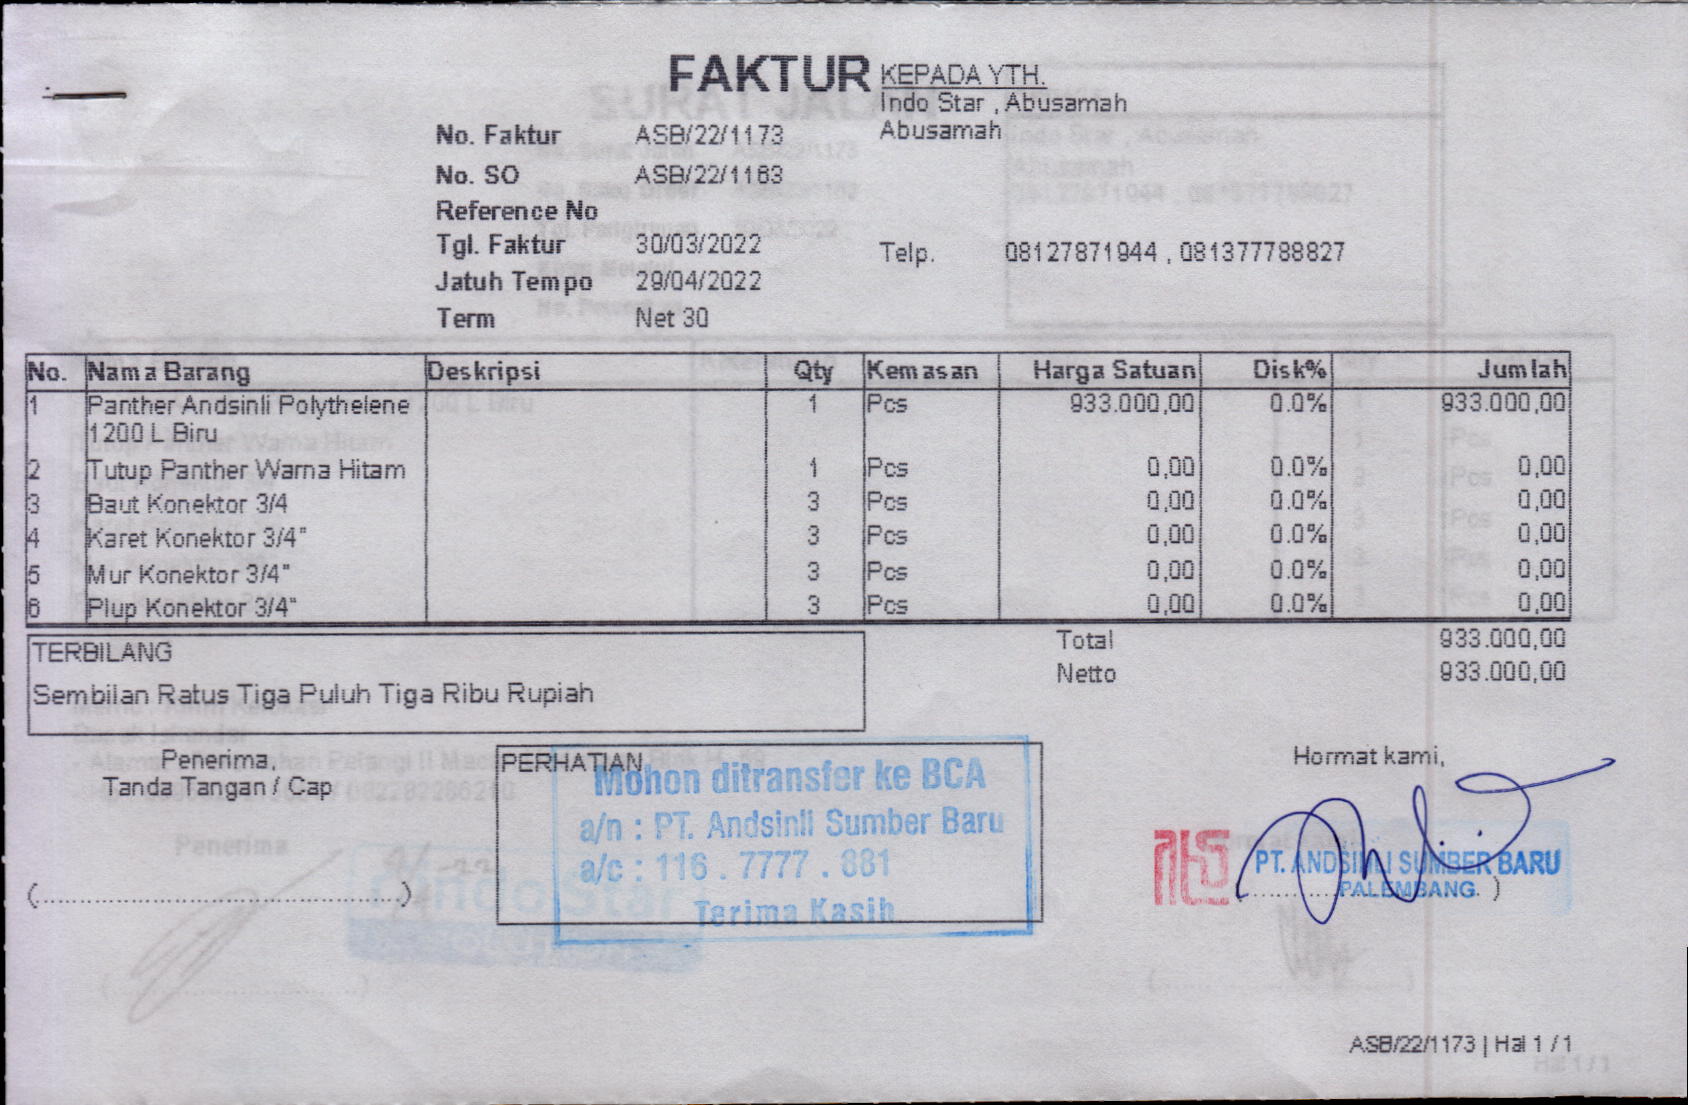 FAKTUR
KEPADA YTH.
Indo Star , Abusamah
Abusamah
No. Faktur ASB/22/1173
No. SO ASB/22/1163
Reference No
Tgl. Faktur 30/03/2022
Telp. 08127871944 , 081377788827
Jatuh Tempo 29/04/2022
Term Net 30
No. Nama Barang Deskripsi Qty Kemasan Harga Satuan Disk% Jumlah
1 Panther Andsinli Polythelene 1 Pcs 933.000,00 0.0% 933.000,00
1200 L Biru
2 Tutup Panther Warna Hitam 1 Pcs 0,00 0.0% 0,00
3 Baut Konektor 3/4 3 Pcs 0,00 0.0% 0,00
4 Karet Konektor 3/4" 3 Pcs 0,00 0.0% 0,00
5 Mur Konektor 3/4" 3 Pcs 0,00 0.0% 0,00
6 Plup Konektor 3/4" 3 Pcs 0,00 0.0% 0,00
Total 933.000,00
Netto 933.000,00
TERBILANG
Sembilan Ratus Tiga Puluh Tiga Ribu Rupiah
Penerima,
Tanda Tangan / Cap
(..........)
PERHATIAN
Mohon ditransfer ke BCA
a/n : PT. Andsinli Sumber Baru
a/c : 116 . 7777 . 881
Terima Kasih
Hormat kami,
PT. ANDSINLI SUMBER BARU
PALEMBANG
ASB/22/1173 | Hal 1 / 1